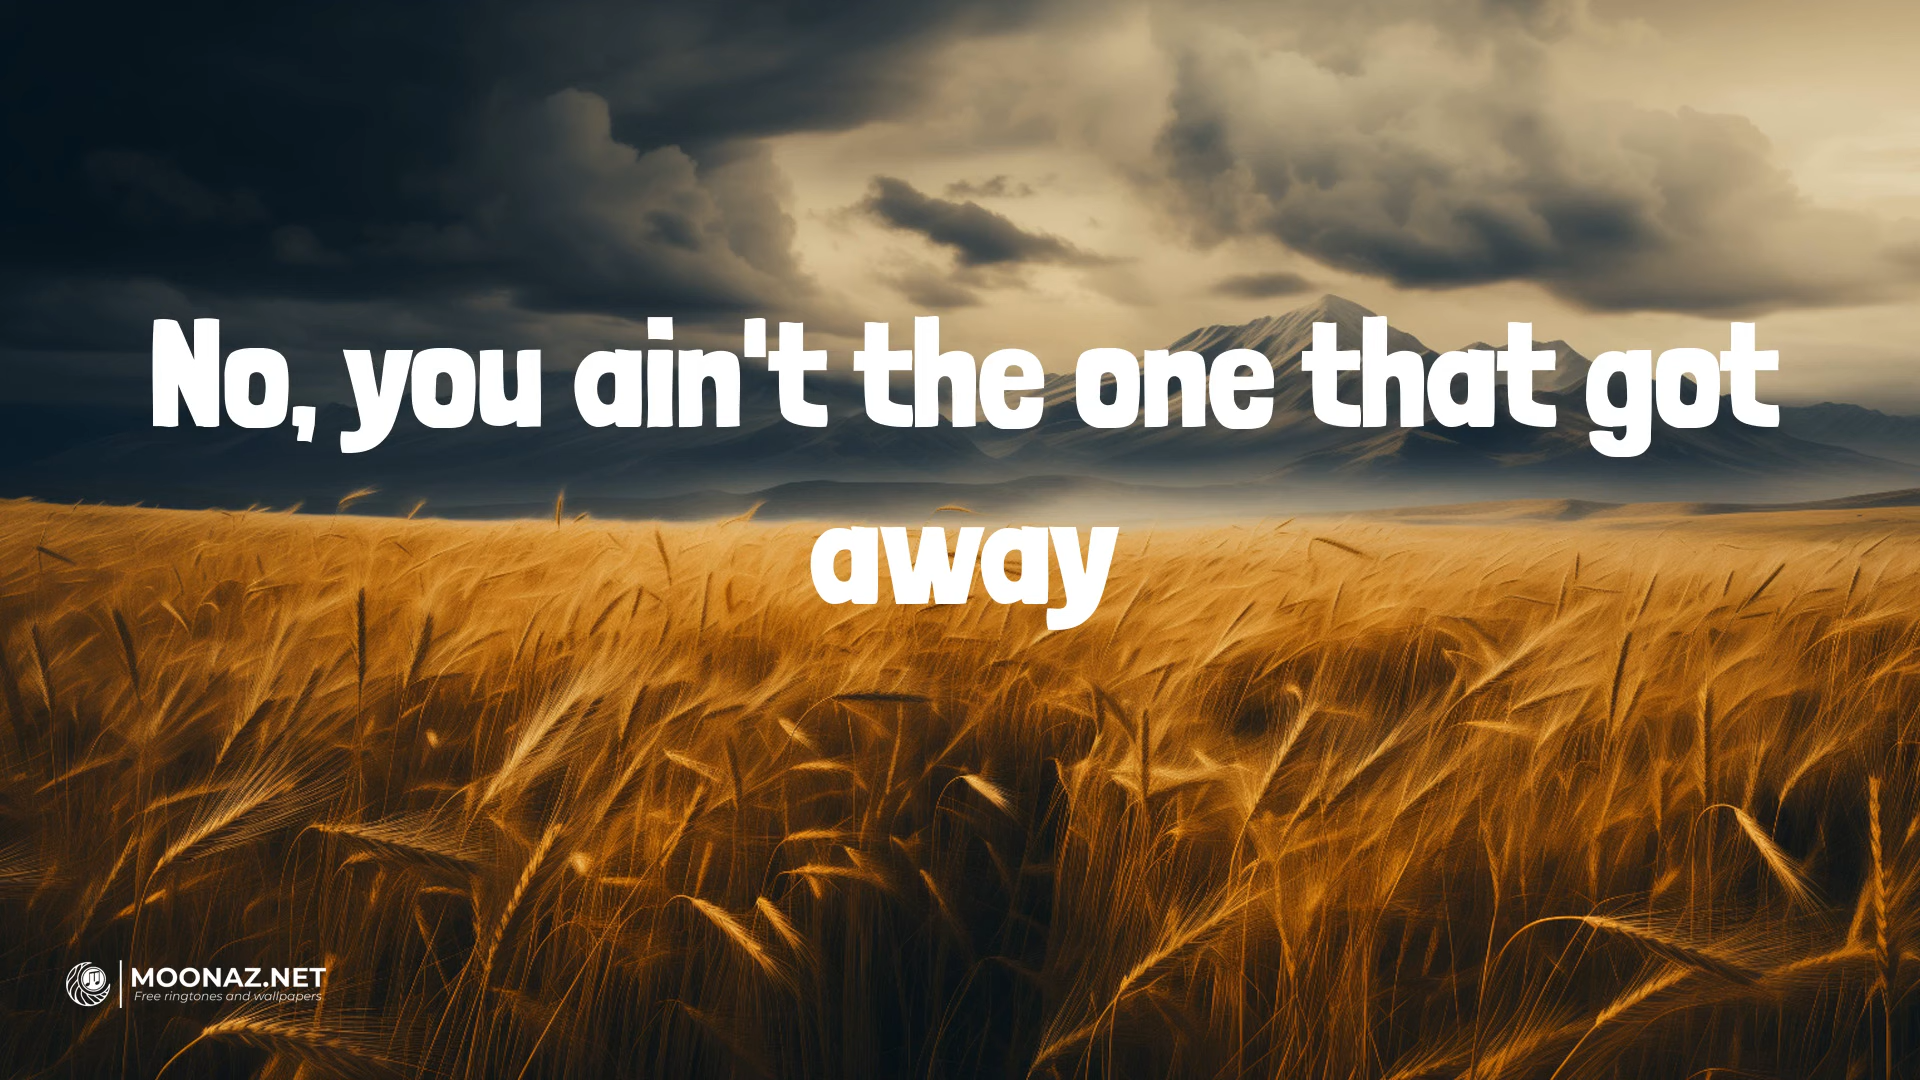 No, you ain't the one that got
away
MOONAZ.NET
Free ringtones and wallpapers